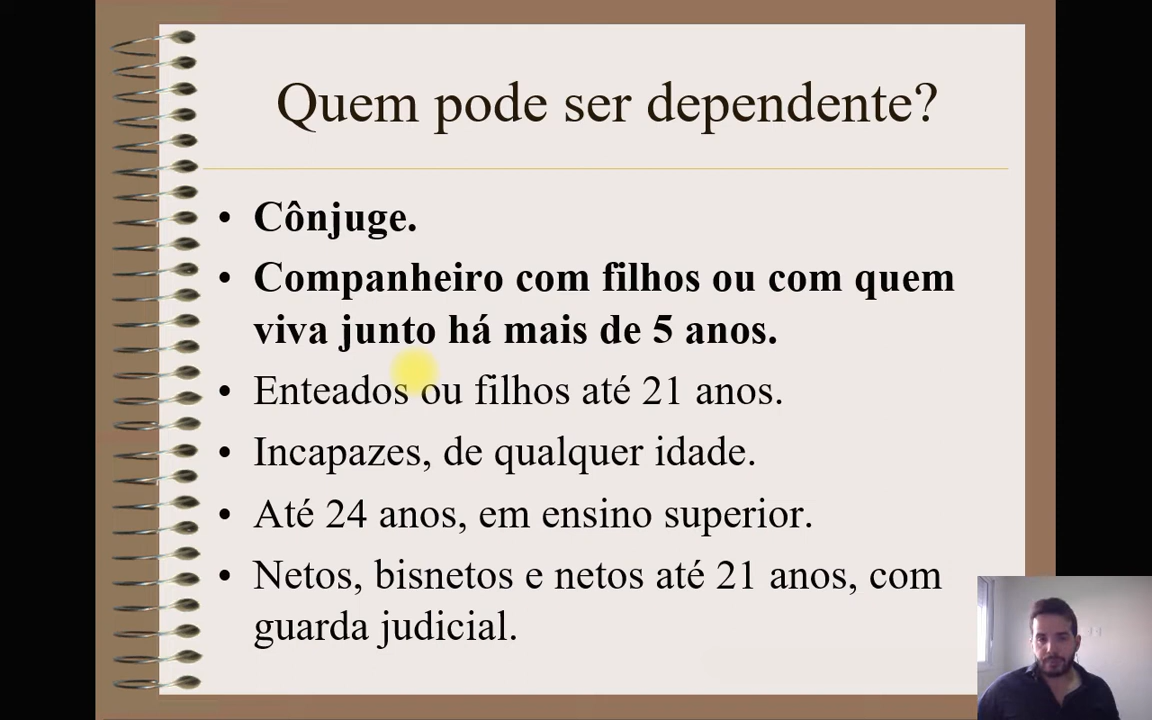 Quem pode ser dependente?
• Cônjuge.
• Companheiro com filhos ou com quem
viva junto há mais de 5 anos.
• Enteados ou filhos até 21 anos.
• Incapazes, de qualquer idade.
• Até 24 anos, em ensino superior.
• Netos, bisnetos e netos até 21 anos, com
guarda judicial.